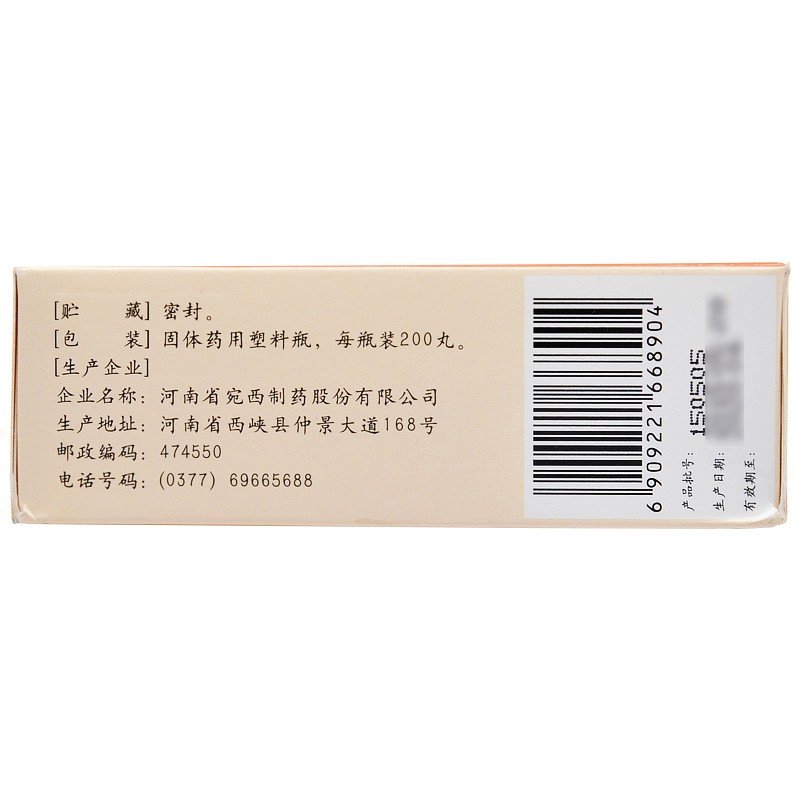 [贮 藏] 密封。
[包 装] 固体药用塑料瓶，每瓶装200丸。
[生产企业]
企业名称：河南省宛西制药股份有限公司
生产地址：河南省西峡县仲景大道168号
邮政编码：474550
电话号码：(0377) 69665688
6909221668904
产品批号：150505
生产日期：
有效期至：